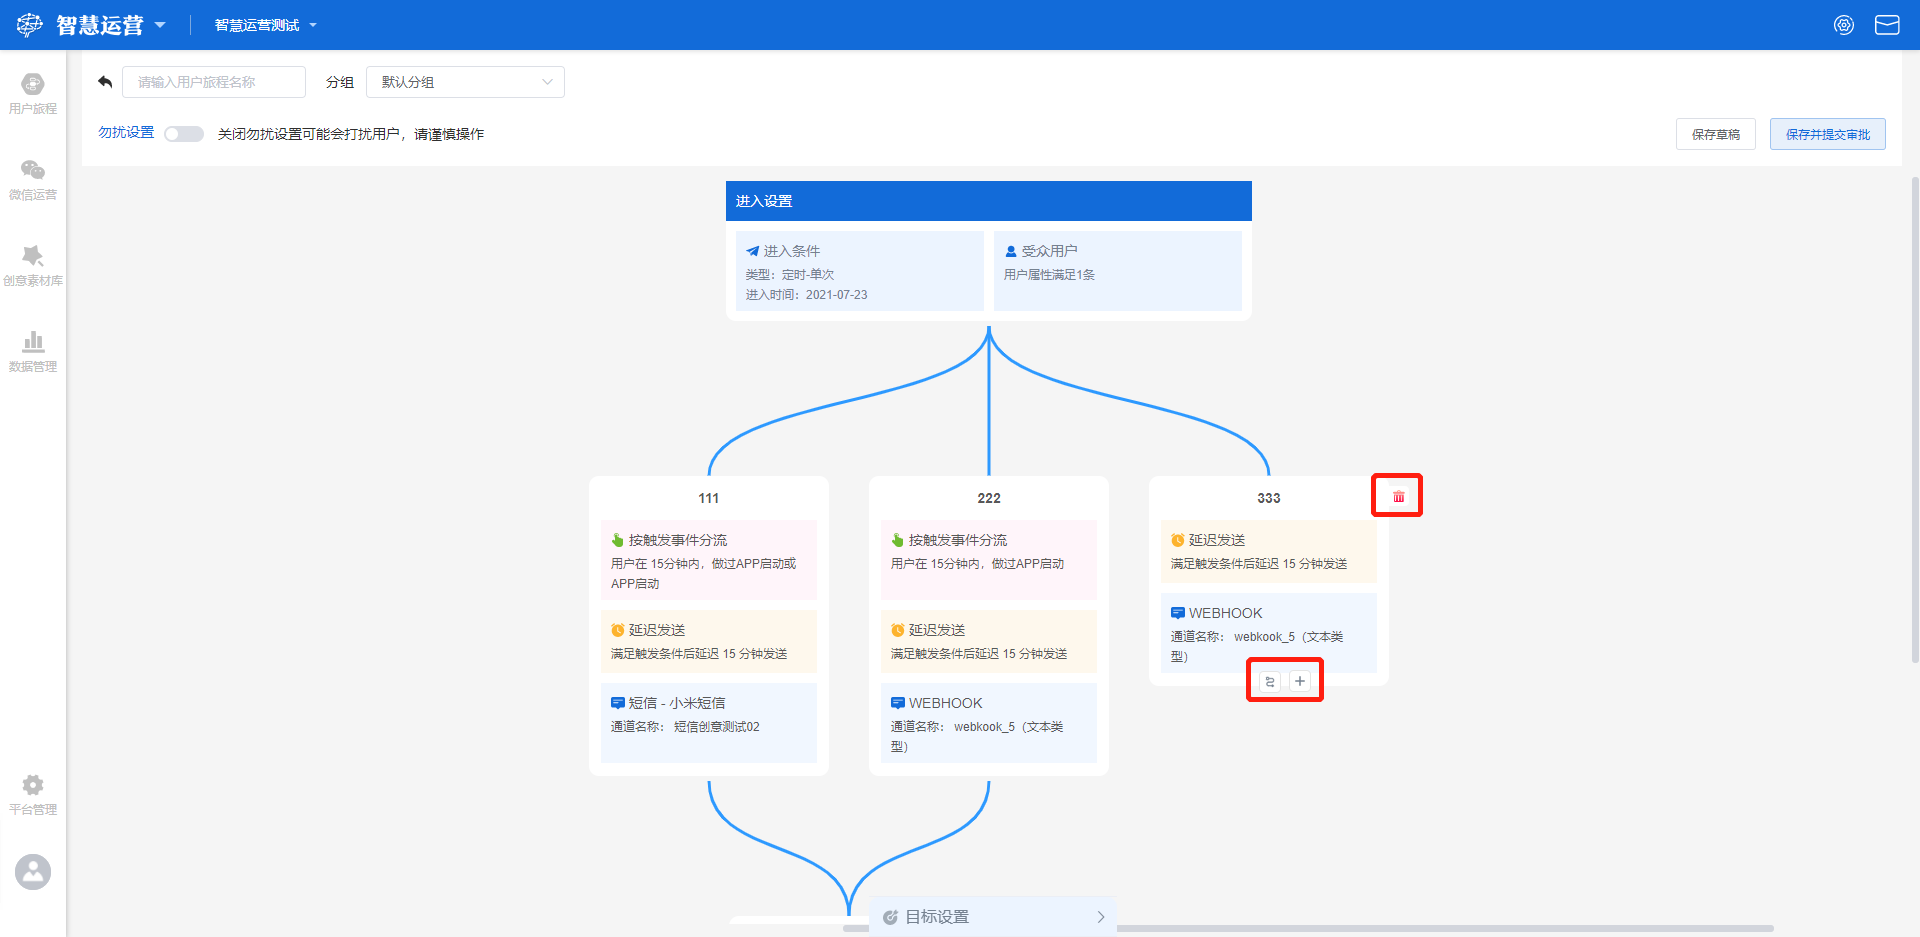 智慧运营
智慧运营测试
用户旅程
微信运营
创意素材库
数据管理
平台管理
请输入用户旅程名称
分组
默认分组
勿扰设置
关闭勿扰设置可能会打扰用户，请谨慎操作
保存草稿
保存并提交审批
进入设置
进入条件
类型：定时-单次
进入时间：2021-07-23
受众用户
用户属性满足1条
111
按触发事件分流
用户在 15分钟内，做过APP启动或
APP启动
延迟发送
满足触发条件后延迟 15 分钟发送
短信 - 小米短信
通道名称： 短信创意测试02
222
按触发事件分流
用户在 15分钟内，做过APP启动
延迟发送
满足触发条件后延迟 15 分钟发送
WEBHOOK
通道名称： webkook_5（文本类
型）
333
延迟发送
满足触发条件后延迟 15 分钟发送
WEBHOOK
通道名称： webkook_5（文本类
型）
目标设置